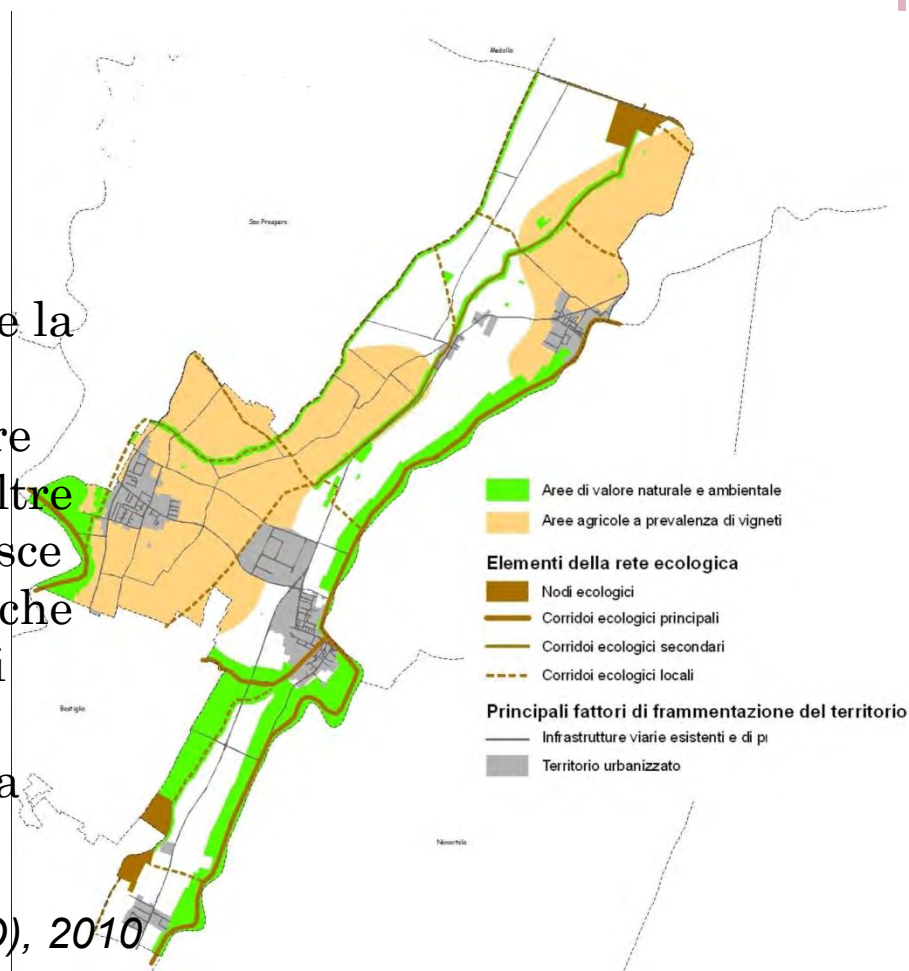 Medolla
San Prospero
e la
re
ltre
sce
che
i
a
Aree di valore naturale e ambientale
Aree agricole a prevalenza di vigneti
Elementi della rete ecologica
Nodi ecologici
Corridoi ecologici principali
Corridoi ecologici secondari
Corridoi ecologici locali
Principali fattori di frammentazione del territorio
Infrastrutture viarie esistenti e di
Territorio urbanizzato
Bastiglia
Nonantola
), 2010